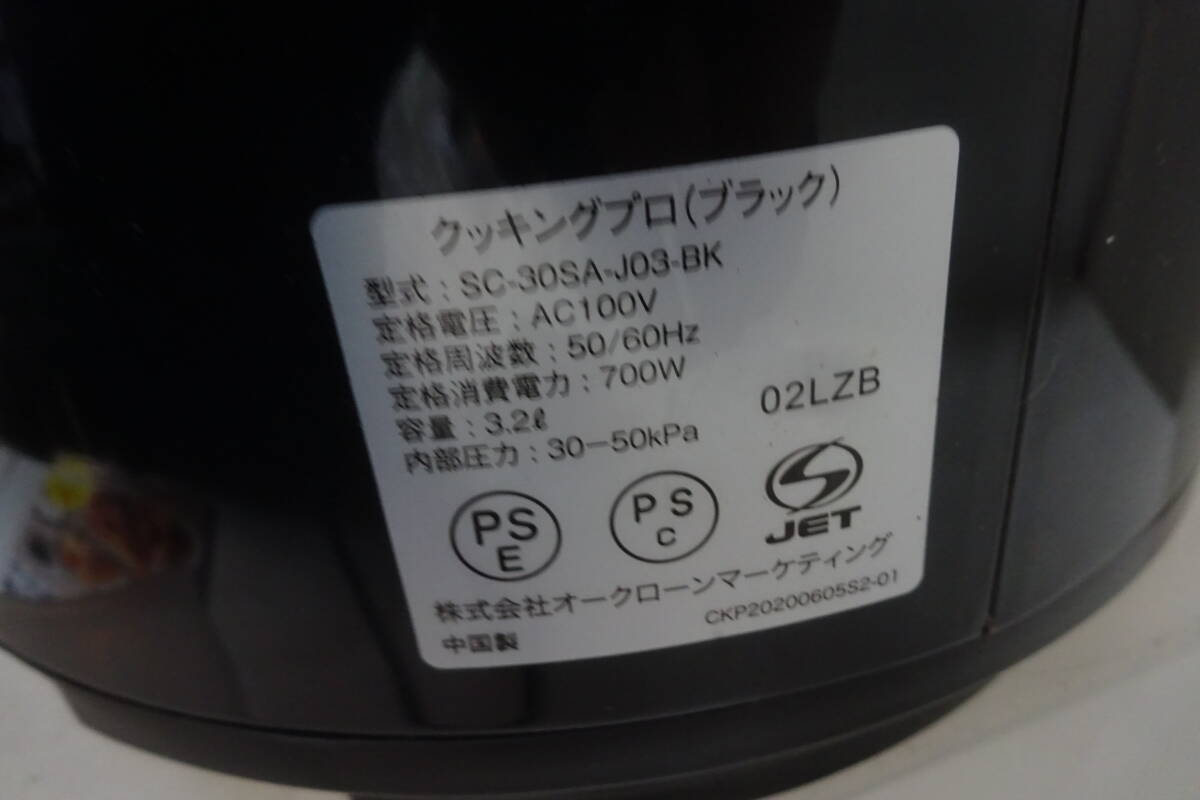 クッキングプロ(ブラック)
型式:SC-30SA-J03-BK
定格電圧:AC100V
定格周波数:50/60Hz
定格消費電力:700W
容量:3.2ℓ
内部圧力:30-50kPa
02LZB
PS
E
PS
C
JET
株式会社オークローンマーケティング
中国製
CKP20200605S2-01